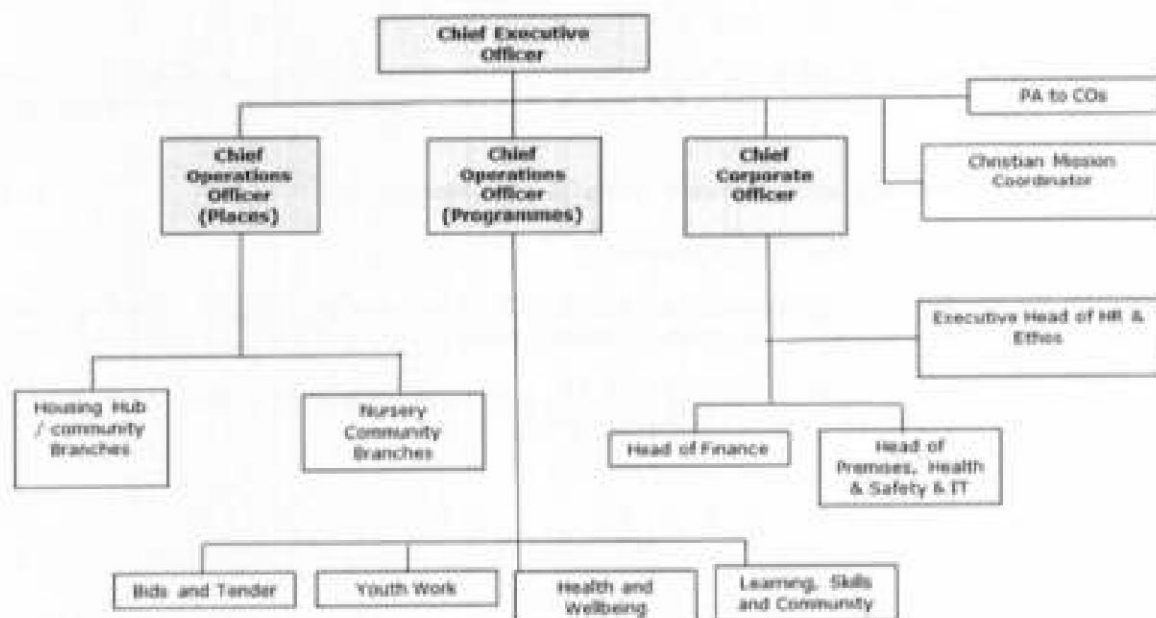 Chief Executive
Officer
PA to COs
Chief
Operations
Officer
(Places)
Chief
Operations
Officer
(Programmes)
Chief
Corporate
Officer
Christian Mission
Coordinator
Executive Head of HR &
Ethos
Housing Hub
/ community
Branches
Nursery
Community
Branches
Head of Finance
Head of
Premises, Health
& Safety & IT
Bids and Tender
Youth Work
Health and
Wellbeing
Learning, Skills
and Community